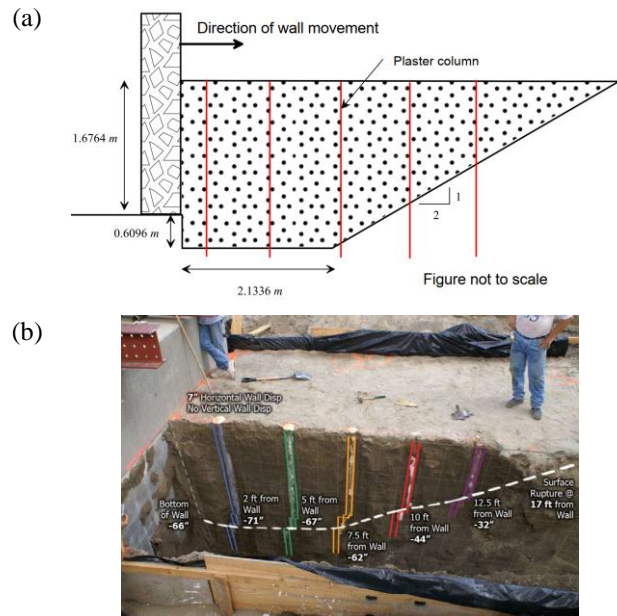 (a)
Direction of wall movement
Plaster column
1.6764 m
1
2
0.6096 m
2.1336 m
Figure not to scale
(b)
7" Horizontal Wall Disp
No Vertical Wall Disp
Bottom
of Wall
-66"
2 ft from
Wall
-71"
5 ft from
Wall
-67"
7.5 ft
from Wall
-62"
10 ft
from Wall
-44"
12.5 ft
from Wall
-32"
Surface
Rupture @
17 ft from
Wall